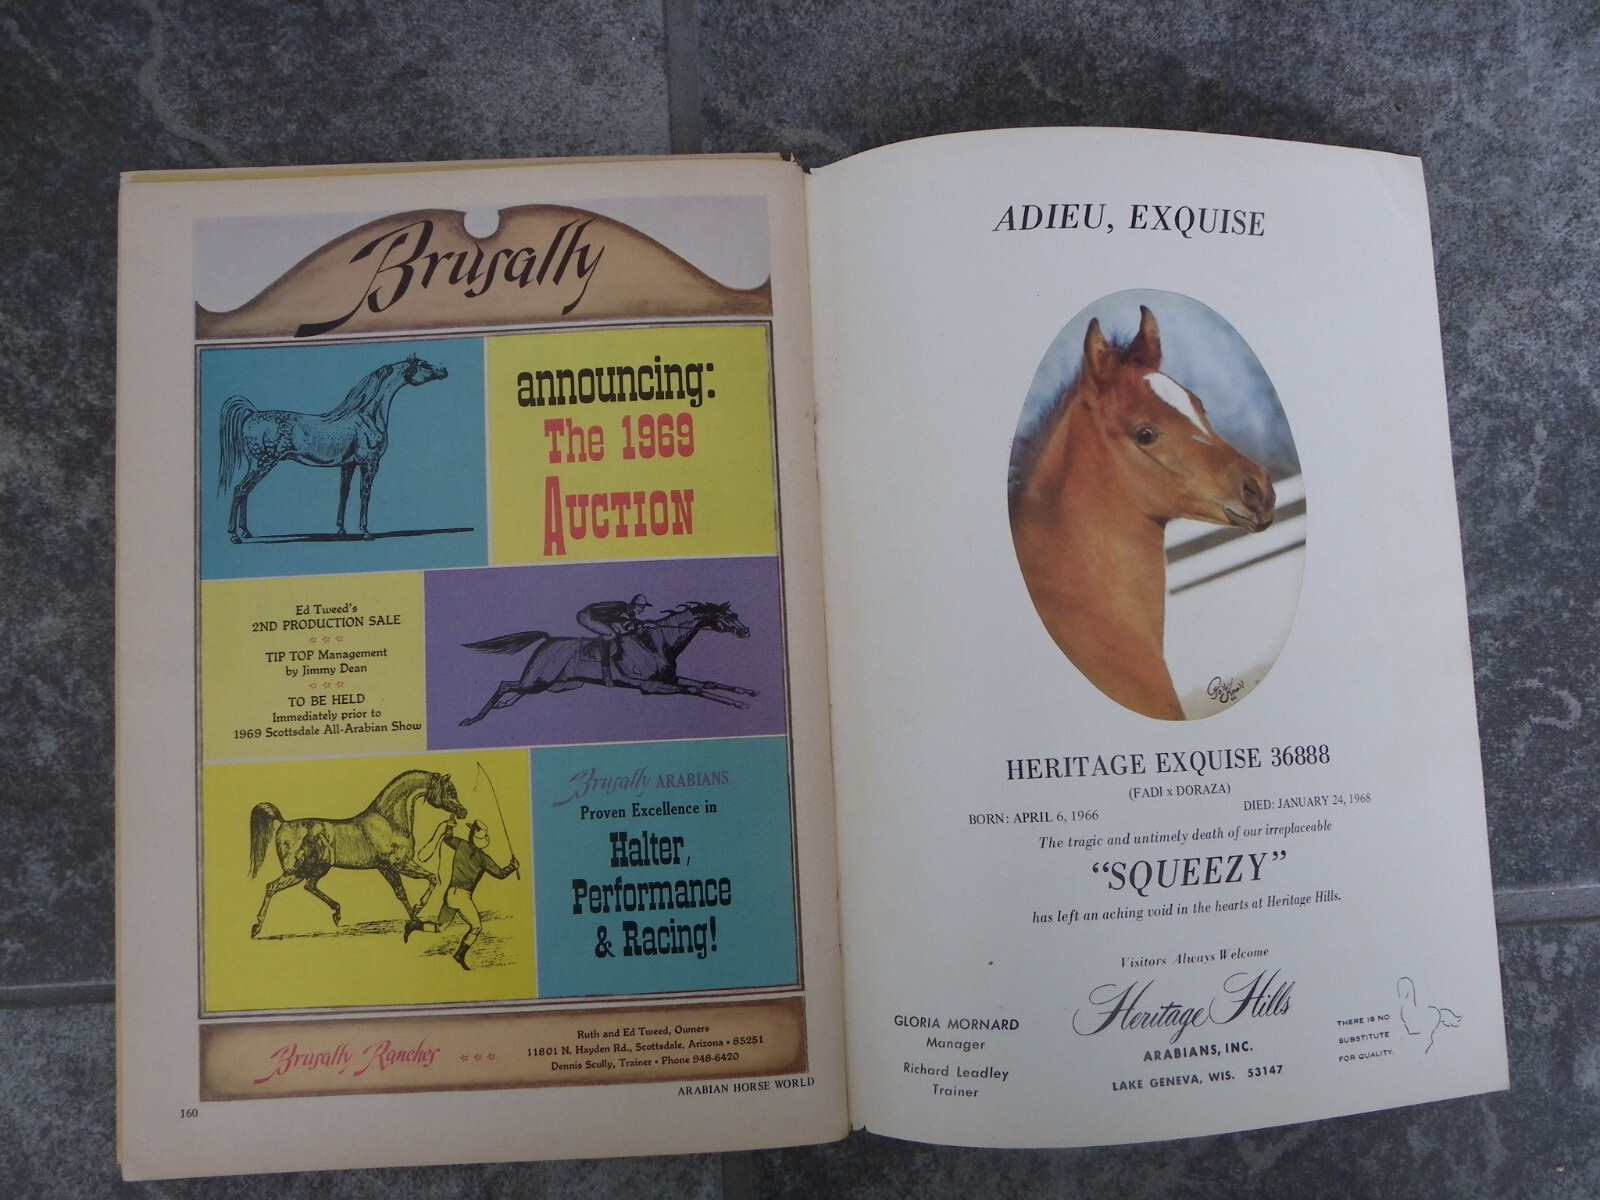 Brusally
announcing:
The 1969
AUCTION
Ed Tweed's
2ND PRODUCTION SALE
TIP TOP Management
by Jimmy Dean
TO BE HELD
Immediately prior to
1969 Scottsdale All-Arabian Show
Brusally ARABIANS
Proven Excellence in
Halter,
Performance
& Racing!
Brusally Ranches
Ruth and Ed Tweed, Owners
11801 N. Hayden Rd., Scottsdale, Arizona • 85251
Dennis Scully, Trainer • Phone 948-6420
ARABIAN HORSE WORLD
160
ADIEU, EXQUISE
HERITAGE EXQUISE 36888
(FADI x DORAZA)
BORN: APRIL 6, 1966 DIED: JANUARY 24, 1968
The tragic and untimely death of our irreplaceable
"SQUEEZY"
has left an aching void in the hearts at Heritage Hills.
Visitors Always Welcome
Heritage Hills
ARABIANS, INC.
LAKE GENEVA, WIS. 53147
GLORIA MORNARD
Manager
Richard Leadley
Trainer
THERE IS NO
SUBSTITUTE
FOR QUALITY.